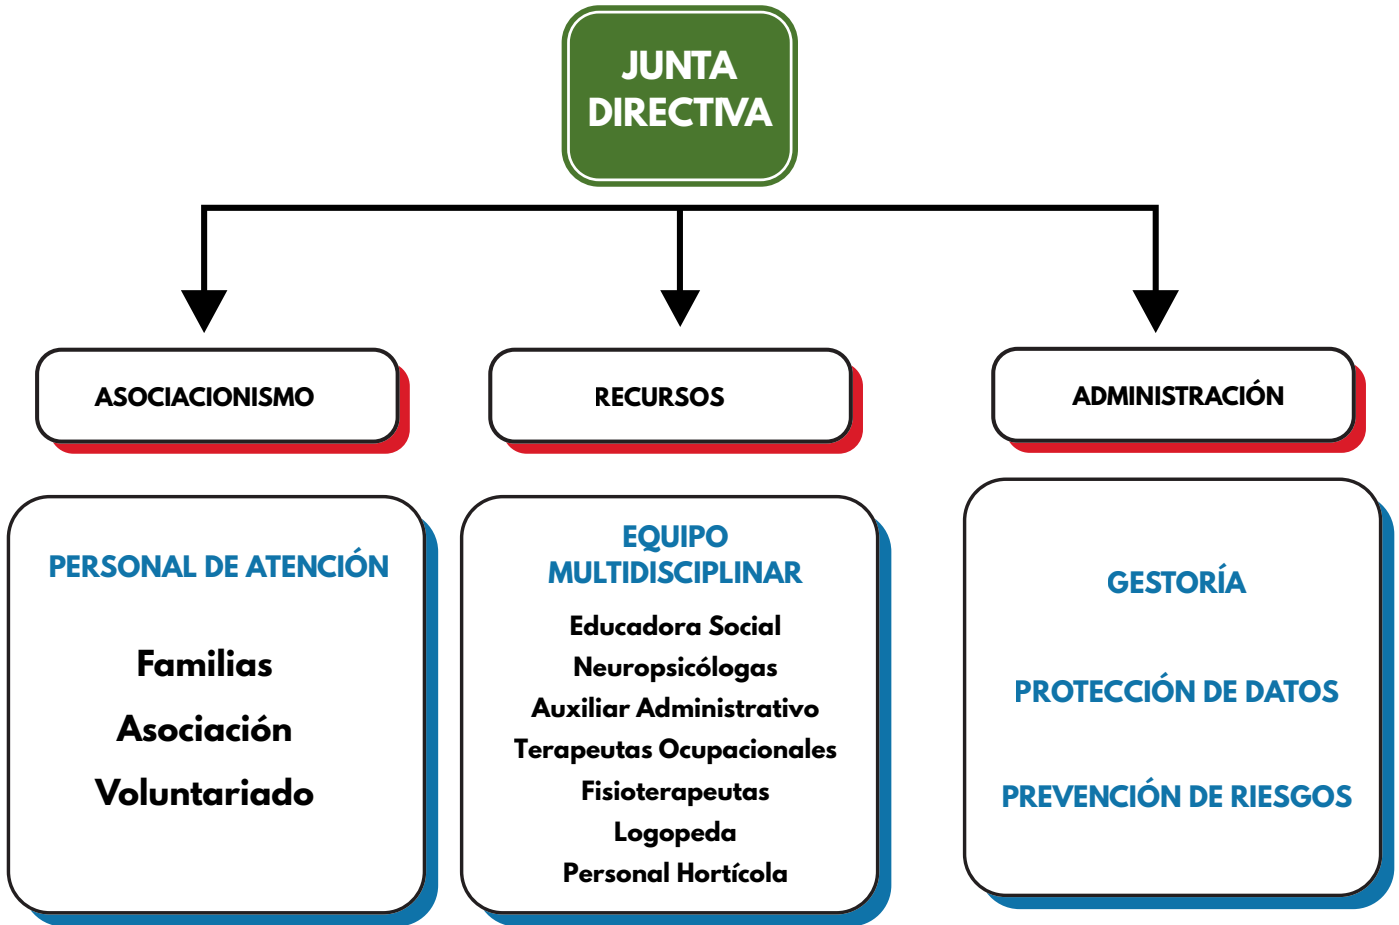 JUNTA
DIRECTIVA
ASOCIACIONISMO
RECURSOS
ADMINISTRACIÓN
PERSONAL DE ATENCIÓN
Familias
Asociación
Voluntariado
EQUIPO
MULTIDISCIPLINAR
Educadora Social
Neuropsicólogas
Auxiliar Administrativo
Terapeutas Ocupacionales
Fisioterapeutas
Logopeda
Personal Hortícola
GESTORÍA
PROTECCIÓN DE DATOS
PREVENCIÓN DE RIESGOS